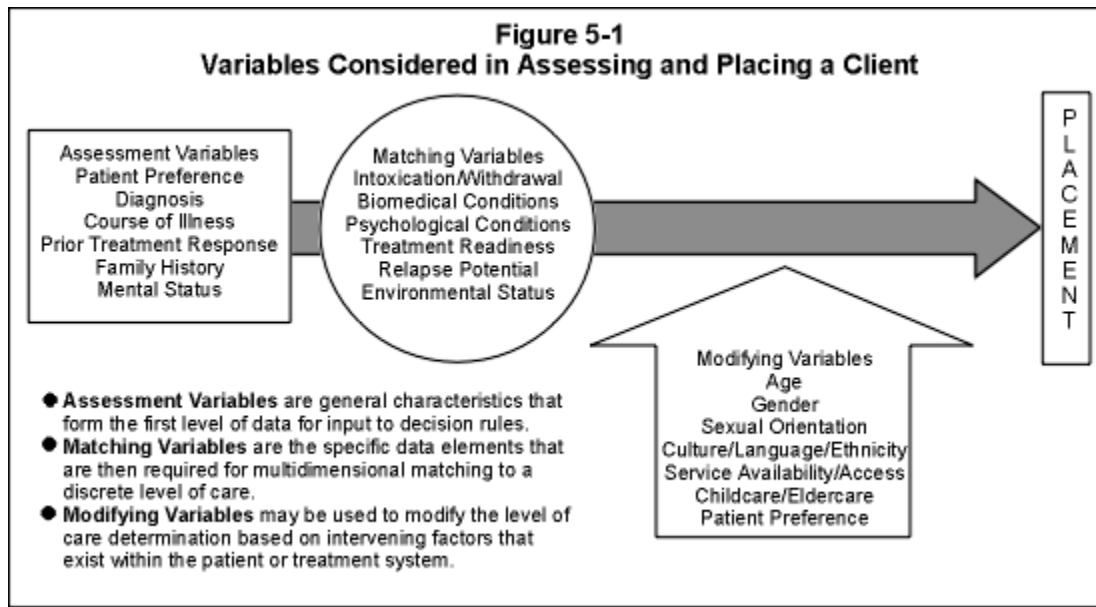 Figure 5-1
Variables Considered in Assessing and Placing a Client
Assessment Variables
Patient Preference
Diagnosis
Course of Illness
Prior Treatment Response
Family History
Mental Status
Matching Variables
Intoxication/Withdrawal
Biomedical Conditions
Psychological Conditions
Treatment Readiness
Relapse Potential
Environmental Status
PLACEMENT
Modifying Variables
Age
Gender
Sexual Orientation
Culture/Language/Ethnicity
Service Availability/Access
Childcare/Eldercare
Patient Preference
● Assessment Variables are general characteristics that
form the first level of data for input to decision rules.
● Matching Variables are the specific data elements that
are then required for multidimensional matching to a
discrete level of care.
● Modifying Variables may be used to modify the level of
care determination based on intervening factors that
exist within the patient or treatment system.